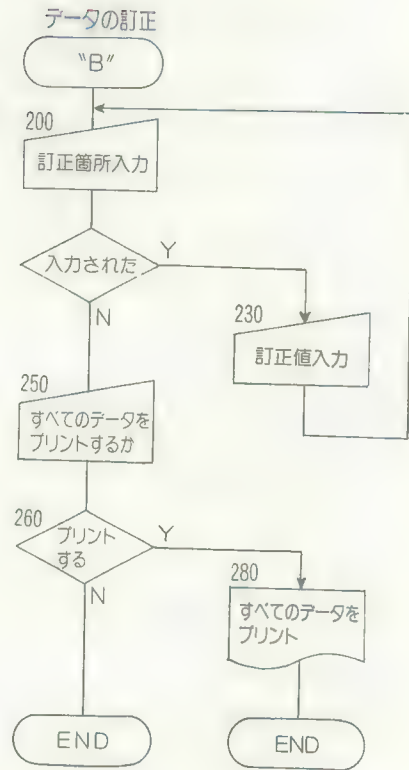 データの訂正
"B"
200
訂正箇所入力
入力された
Y
N
230
訂正値入力
250
すべてのデータを
プリントするか
260
プリント
する
Y
N
280
すべてのデータを
プリント
END
END